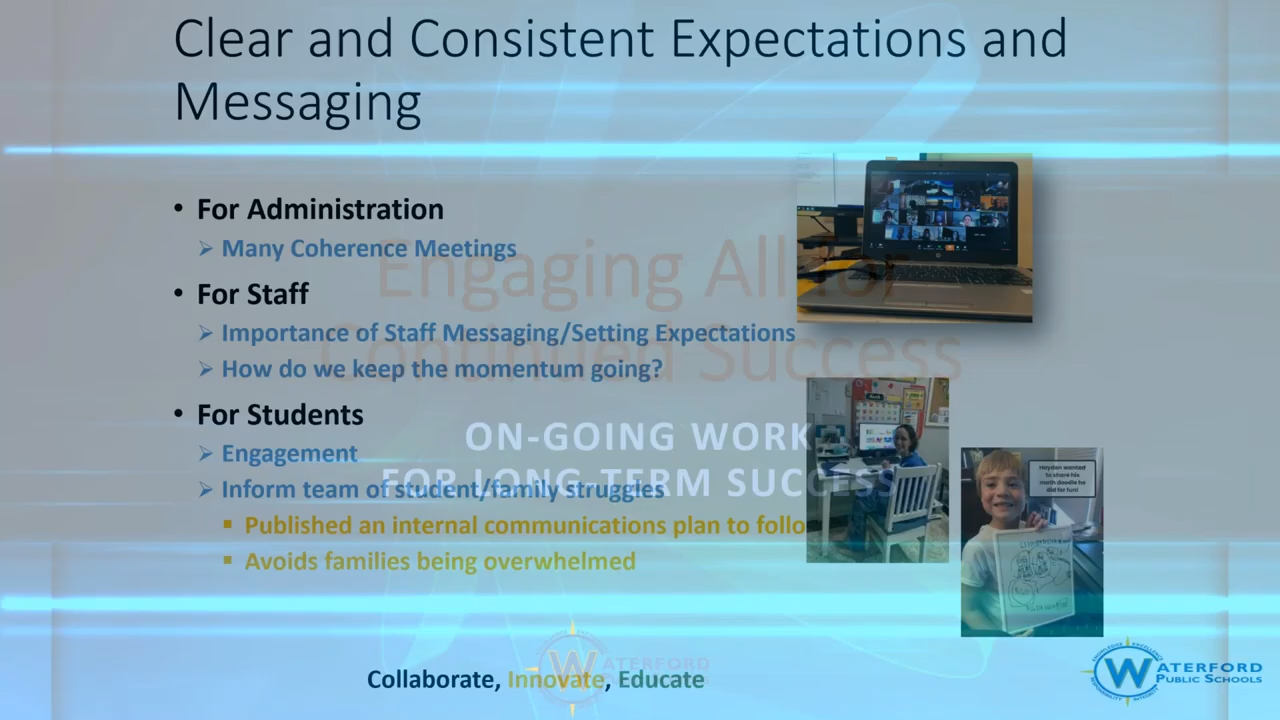 Clear and Consistent Expectations and
Messaging
• For Administration
➢ Many Coherence Meetings
Engaging All for
• For Staff
➢ Importance of Staff Messaging/Setting Expectations
Continued Success
➢ How do we keep the momentum going?
• For Students
ON-GOING WORK
➢ Engagement
FOR LONG-TERM SUCCESS
➢ Inform team of student/family struggles
▪ Published an internal communications plan to follo
▪ Avoids families being overwhelmed
Haydon wanted
to share his
math doodle he
did for fun!
Collaborate, Innovate, Educate
WATERFORD
WATERFORD
PUBLIC SCHOOLS